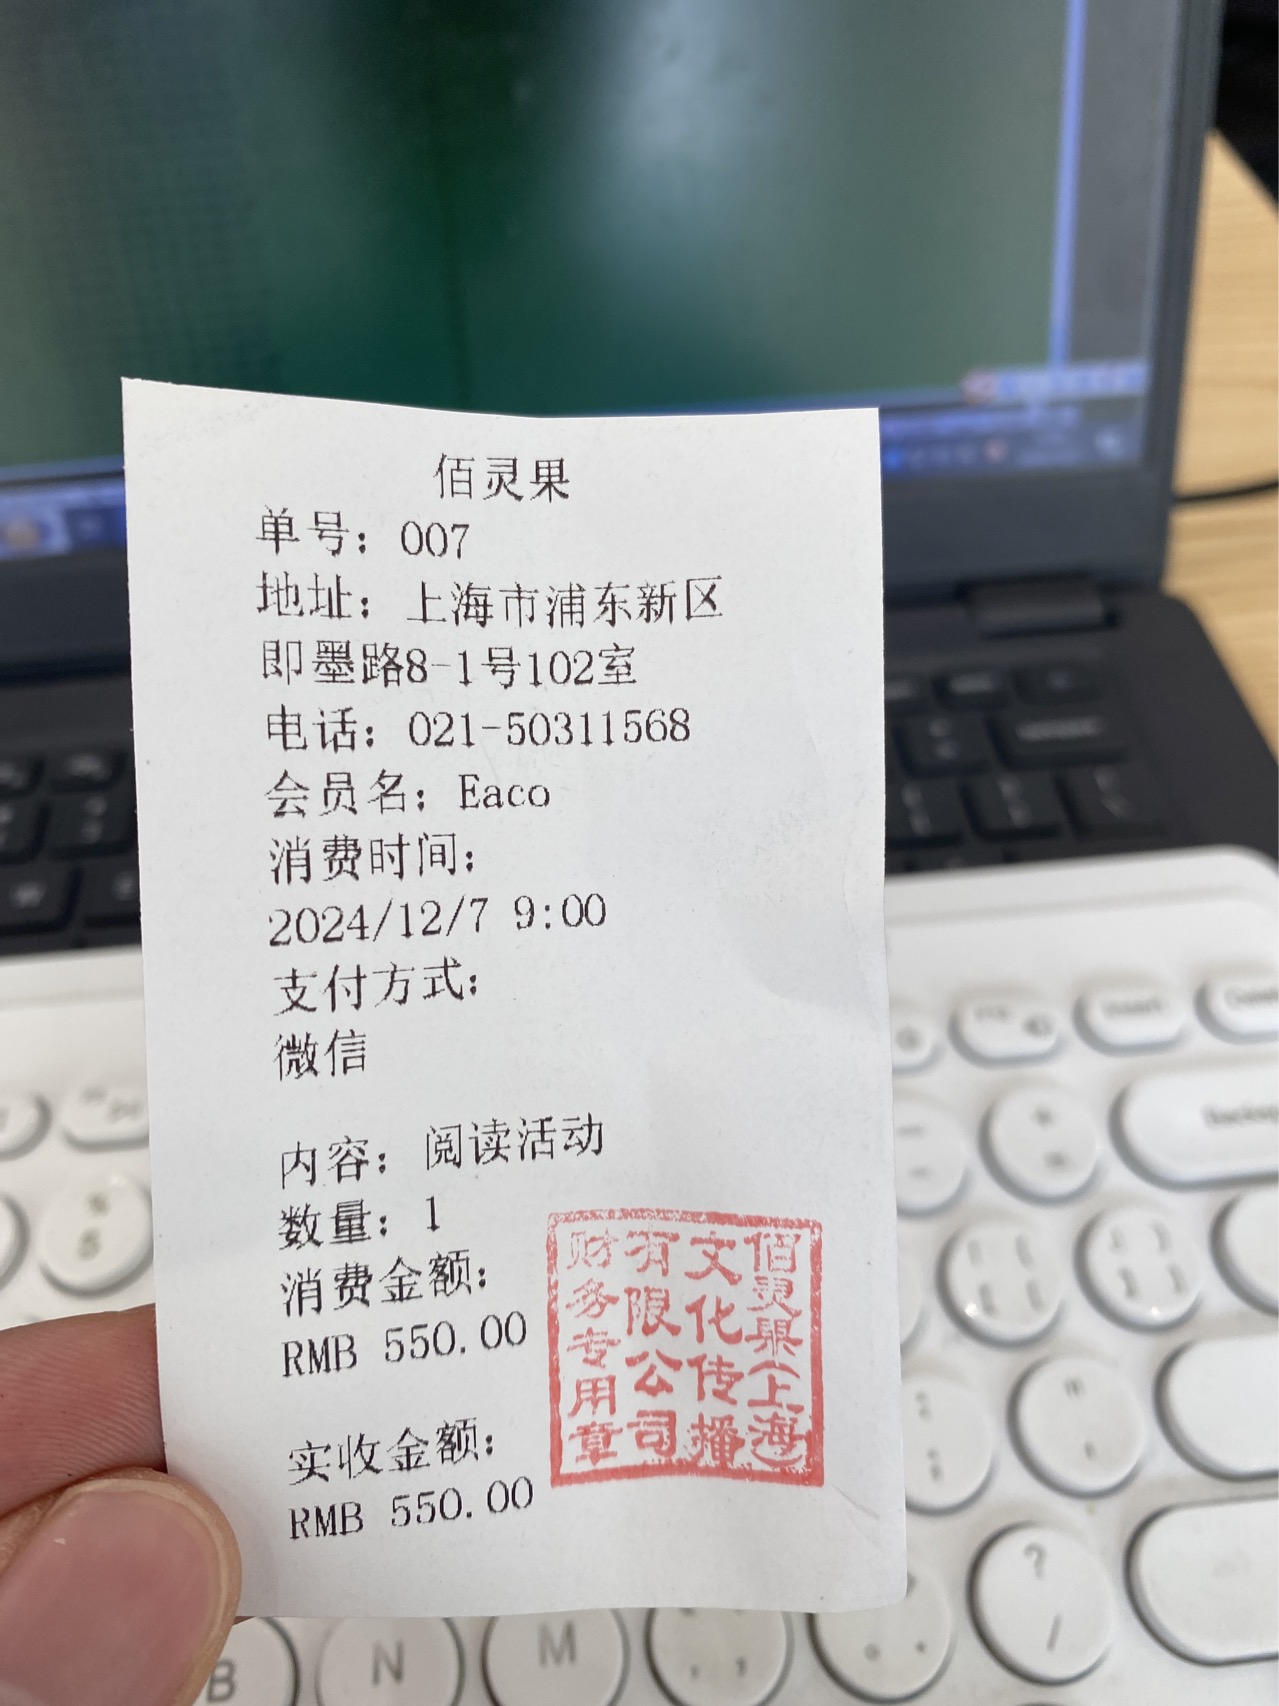 佰灵果
单号：007
地址：上海市浦东新区
即墨路8-1号102室
电话：021-50311568
会员名：Eaco
消费时间：
2024/12/7 9:00
支付方式：
微信
内容：阅读活动
数量：1
消费金额：
RMB 550.00
实收金额：
RMB 550.00
佰灵果(上海)
文化传播
有限公司
财务专用章
5
5
Insert
?
/
B
N
M